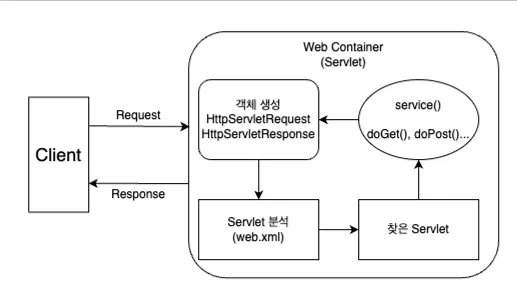 Web Container
(Servlet)
객체 생성
HttpServletRequest
HttpServletResponse
service()
doGet(), doPost()...
Request
Client
Response
Servlet 분석
(web.xml)
찾은 Servlet